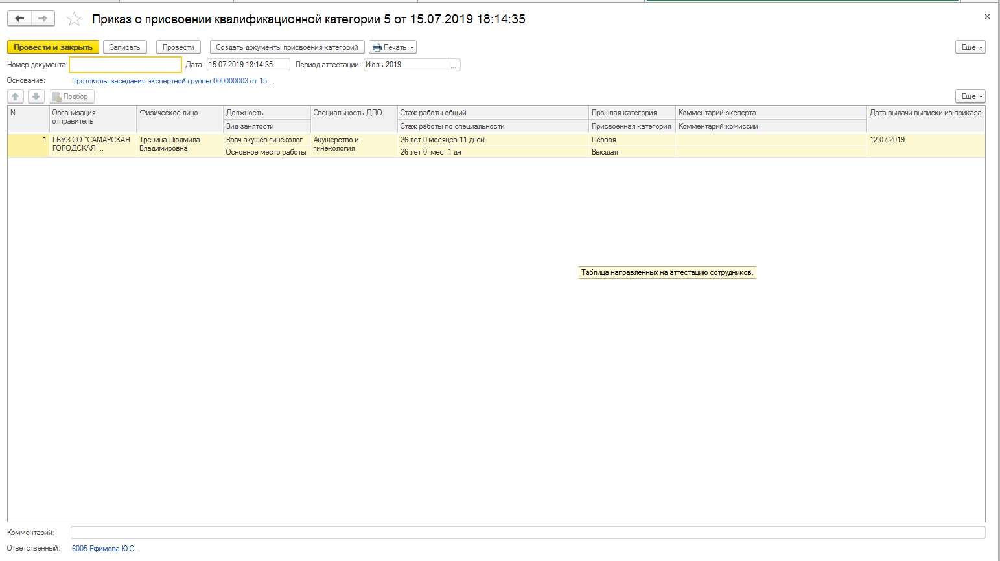 Приказ о присвоении квалификационной категории 5 от 15.07.2019 18:14:35
Провести и закрыть Записать Провести Создать документы присвоения категорий Печать Еще
Номер документа: Дата: 15.07.2019 18:14:35 Период аттестации: Июль 2019 ...
Основание: Протоколы заседания экспертной группы 000000003 от 15....
Подбор Еще
N Организация отправитель Физическое лицо Должность Специальность ДПО Стаж работы общий Прошлая категория Комментарий эксперта Дата выдачи выписки из приказа
Вид занятости Стаж работы по специальности Присвоенная категория Комментарий комиссии
1 ГБУЗ СО "САМАРСКАЯ Тренина Людмила Врач-акушер-гинеколог Акушерство и 26 лет 0 месяцев 11 дней Первая 12.07.2019
ГОРОДСКАЯ ... Владимировна Основное место работы гинекология 26 лет 0 мес 1 дн Высшая
Таблица направленных на аттестацию сотрудников.
Комментарий:
Ответственный: 6005 Ефимова Ю.С.